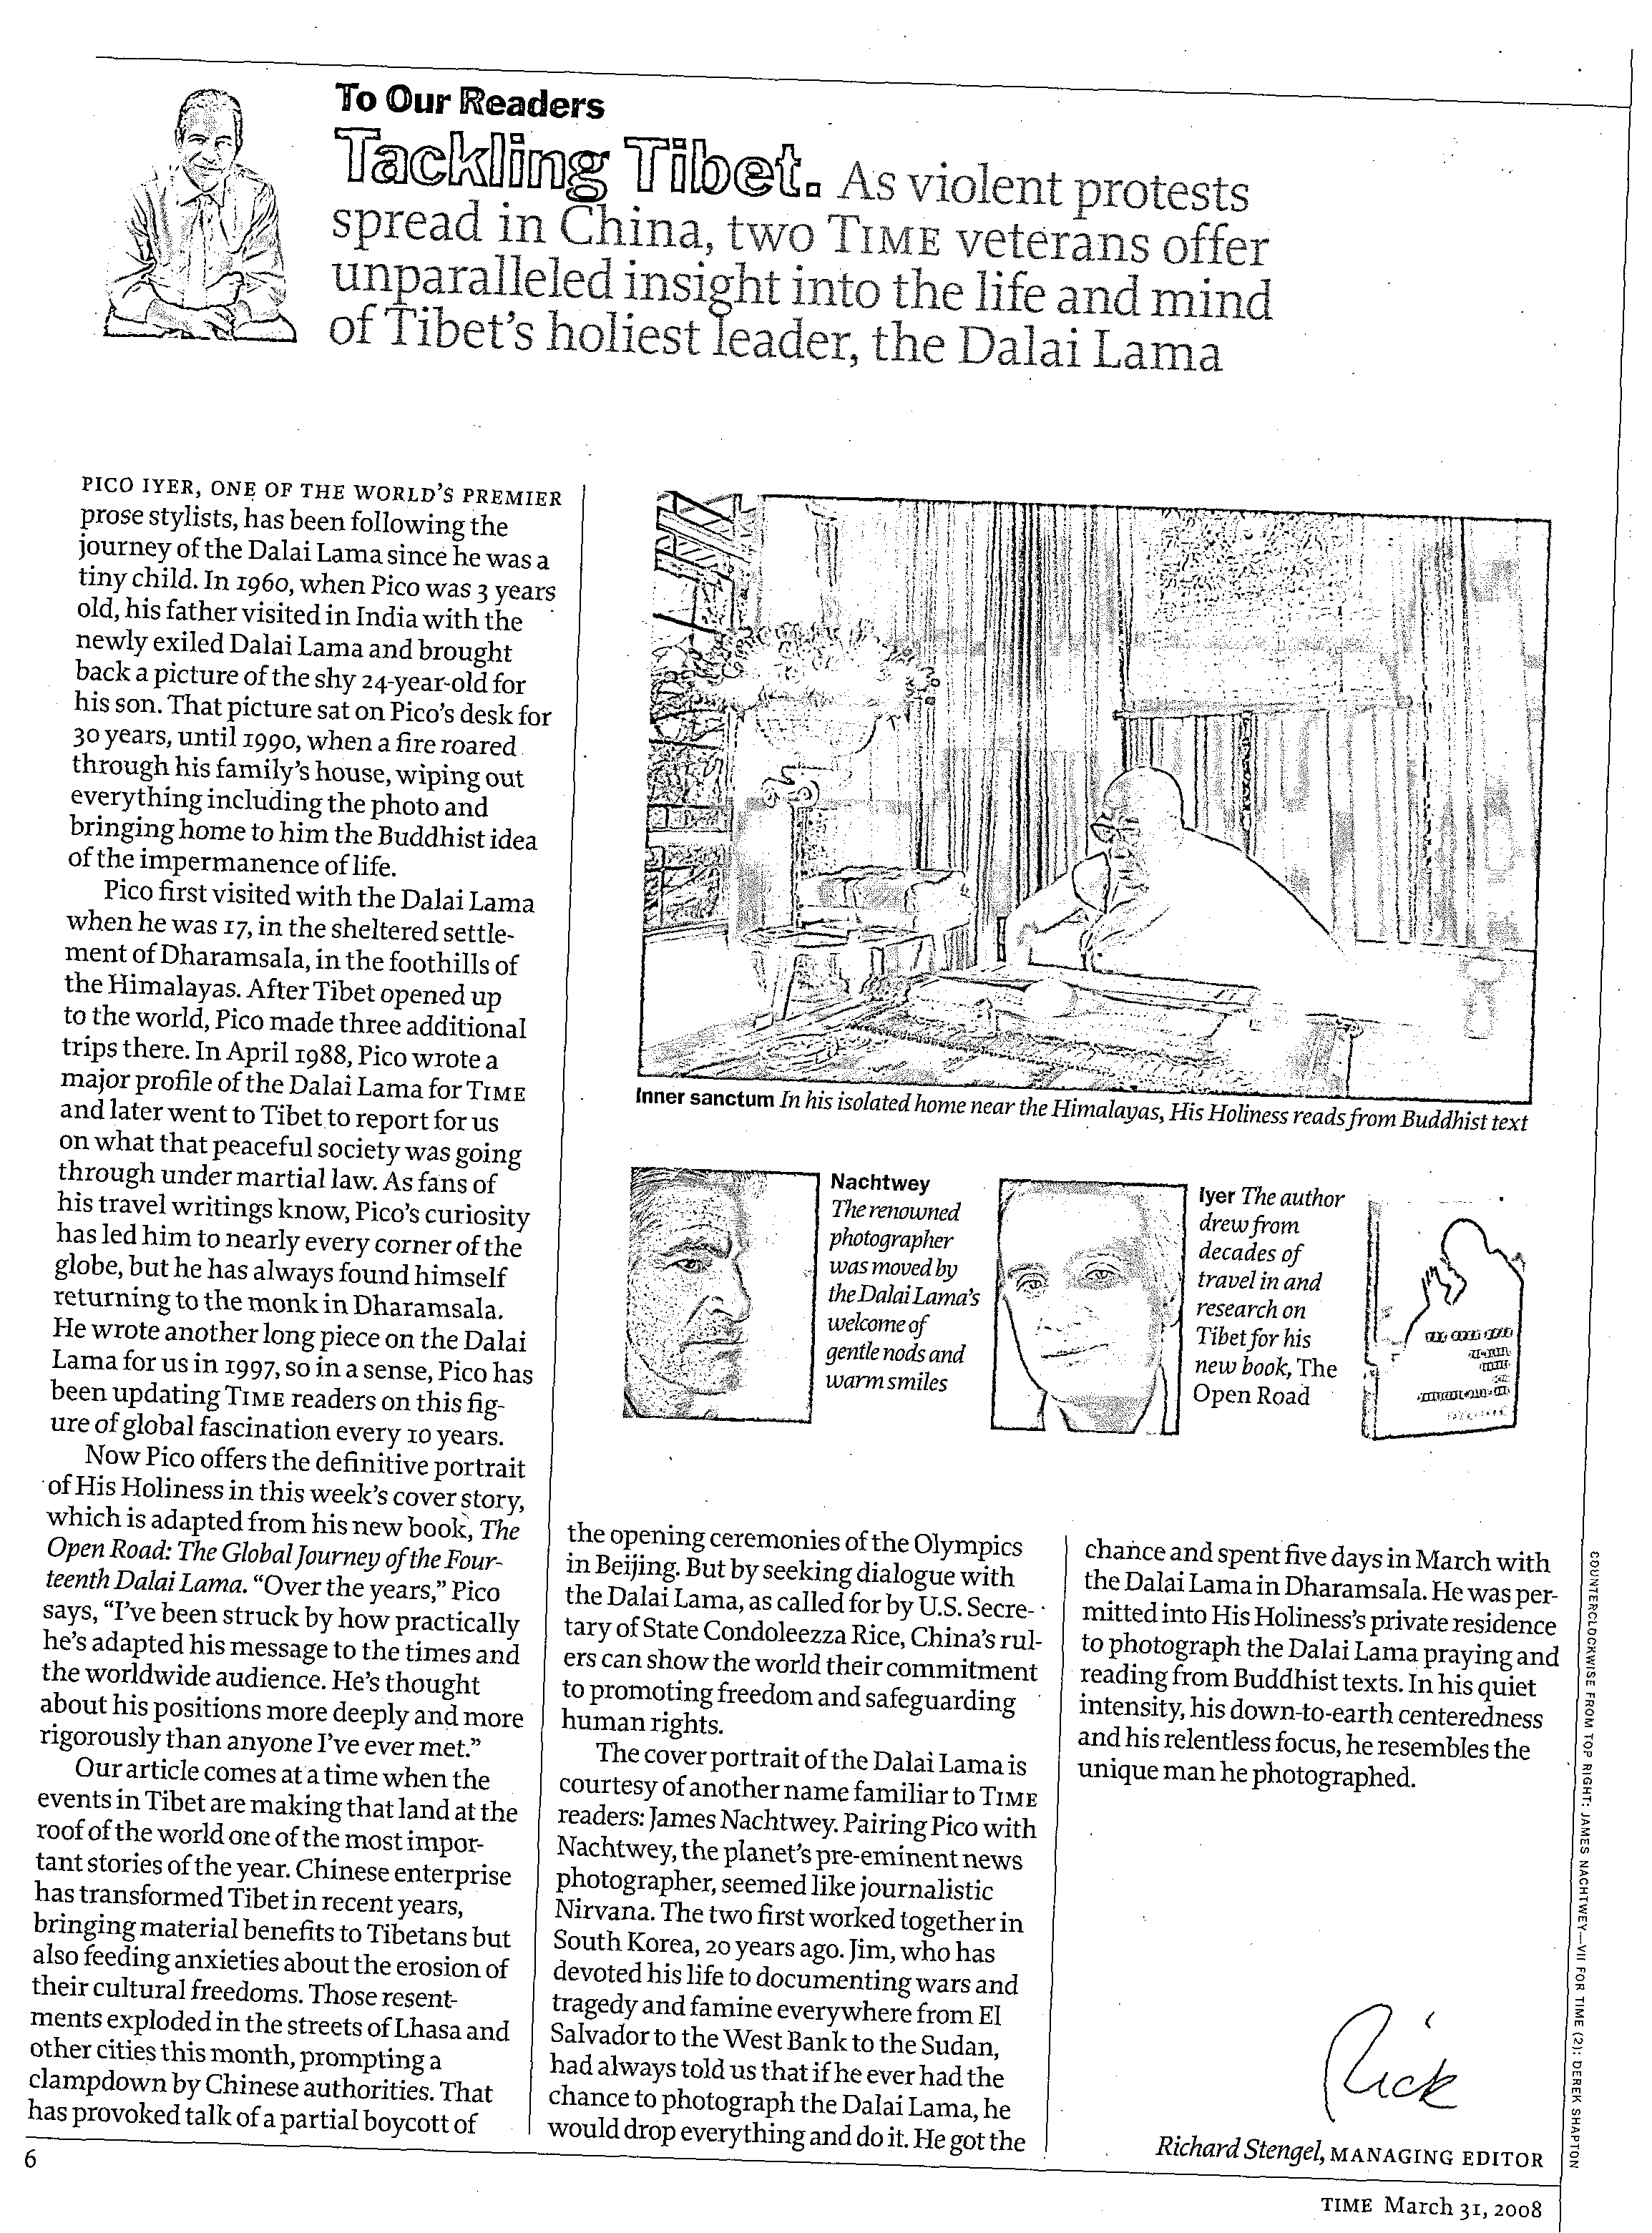 To Our Readers
Tackling Tibet. As violent protests
spread in China, two TIME veterans offer
unparalleled insight into the life and mind
of Tibet's holiest leader, the Dalai Lama
PICO IYER, ONE OF THE WORLD'S PREMIER
prose stylists, has been following the
journey of the Dalai Lama since he was a
tiny child. In 1960, when Pico was 3 years
old, his father visited in India with the
newly exiled Dalai Lama and brought
back a picture of the shy 24-year-old for
his son. That picture sat on Pico's desk for
30 years, until 1990, when a fire roared
through his family's house, wiping out
everything including the photo and
bringing home to him the Buddhist idea
of the impermanence of life.
Pico first visited with the Dalai Lama
when he was 17, in the sheltered settle-
ment of Dharamsala, in the foothills of
the Himalayas. After Tibet opened up
to the world, Pico made three additional
trips there. In April 1988, Pico wrote a
major profile of the Dalai Lama for TIME
and later went to Tibet to report for us
on what that peaceful society was going
through under martial law. As fans of
his travel writings know, Pico's curiosity
has led him to nearly every corner of the
globe, but he has always found himself
returning to the monk in Dharamsala.
He wrote another long piece on the Dalai
Lama for us in 1997, so in a sense, Pico has
been updating TIME readers on this fig-
ure of global fascination every 10 years.
Now Pico offers the definitive portrait
of His Holiness in this week's cover story,
which is adapted from his new book, The
Open Road: The Global Journey of the Four-
teenth Dalai Lama. "Over the years," Pico
says, "I've been struck by how practically
he's adapted his message to the times and
the worldwide audience. He's thought
about his positions more deeply and more
rigorously than anyone I've ever met."
Our article comes at a time when the
events in Tibet are making that land at the
roof of the world one of the most impor-
tant stories of the year. Chinese enterprise
has transformed Tibet in recent years,
bringing material benefits to Tibetans but
also feeding anxieties about the erosion of
their cultural freedoms. Those resent-
ments exploded in the streets of Lhasa and
other cities this month, prompting a
clampdown by Chinese authorities. That
has provoked talk of a partial boycott of
Inner sanctum In his isolated home near the Himalayas, His Holiness reads from Buddhist text
Nachtwey
The renowned
photographer
was moved by
the Dalai Lama's
welcome of
gentle nods and
warm smiles
Iyer The author
drew from
decades of
travel in and
research on
Tibet for his
new book, The
Open Road
the opening ceremonies of the Olympics
in Beijing. But by seeking dialogue with
the Dalai Lama, as called for by U.S. Secre-
tary of State Condoleezza Rice, China's rul-
ers can show the world their commitment
to promoting freedom and safeguarding
human rights.
The cover portrait of the Dalai Lama is
courtesy of another name familiar to TIME
readers: James Nachtwey. Pairing Pico with
Nachtwey, the planet's pre-eminent news
photographer, seemed like journalistic
Nirvana. The two first worked together in
South Korea, 20 years ago. Jim, who has
devoted his life to documenting wars and
tragedy and famine everywhere from El
Salvador to the West Bank to the Sudan,
had always told us that if he ever had the
chance to photograph the Dalai Lama, he
would drop everything and do it. He got the
chance and spent five days in March with
the Dalai Lama in Dharamsala. He was per-
mitted into His Holiness's private residence
to photograph the Dalai Lama praying and
reading from Buddhist texts. In his quiet
intensity, his down-to-earth centeredness
and his relentless focus, he resembles the
unique man he photographed.
Rick
Richard Stengel, MANAGING EDITOR
COUNTERCLOCKWISE FROM TOP RIGHT: JAMES NACHTWEY—VII FOR TIME (2); DEREK SHAPTON
6
TIME March 31, 2008